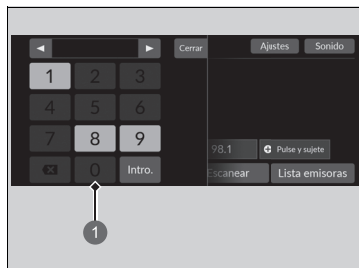 Cerrar Ajustes Sonido
1 2 3
4 5 6
7 8 9
98.1 Pulse y sujete
0 Intro. Escanear Lista emisoras
1